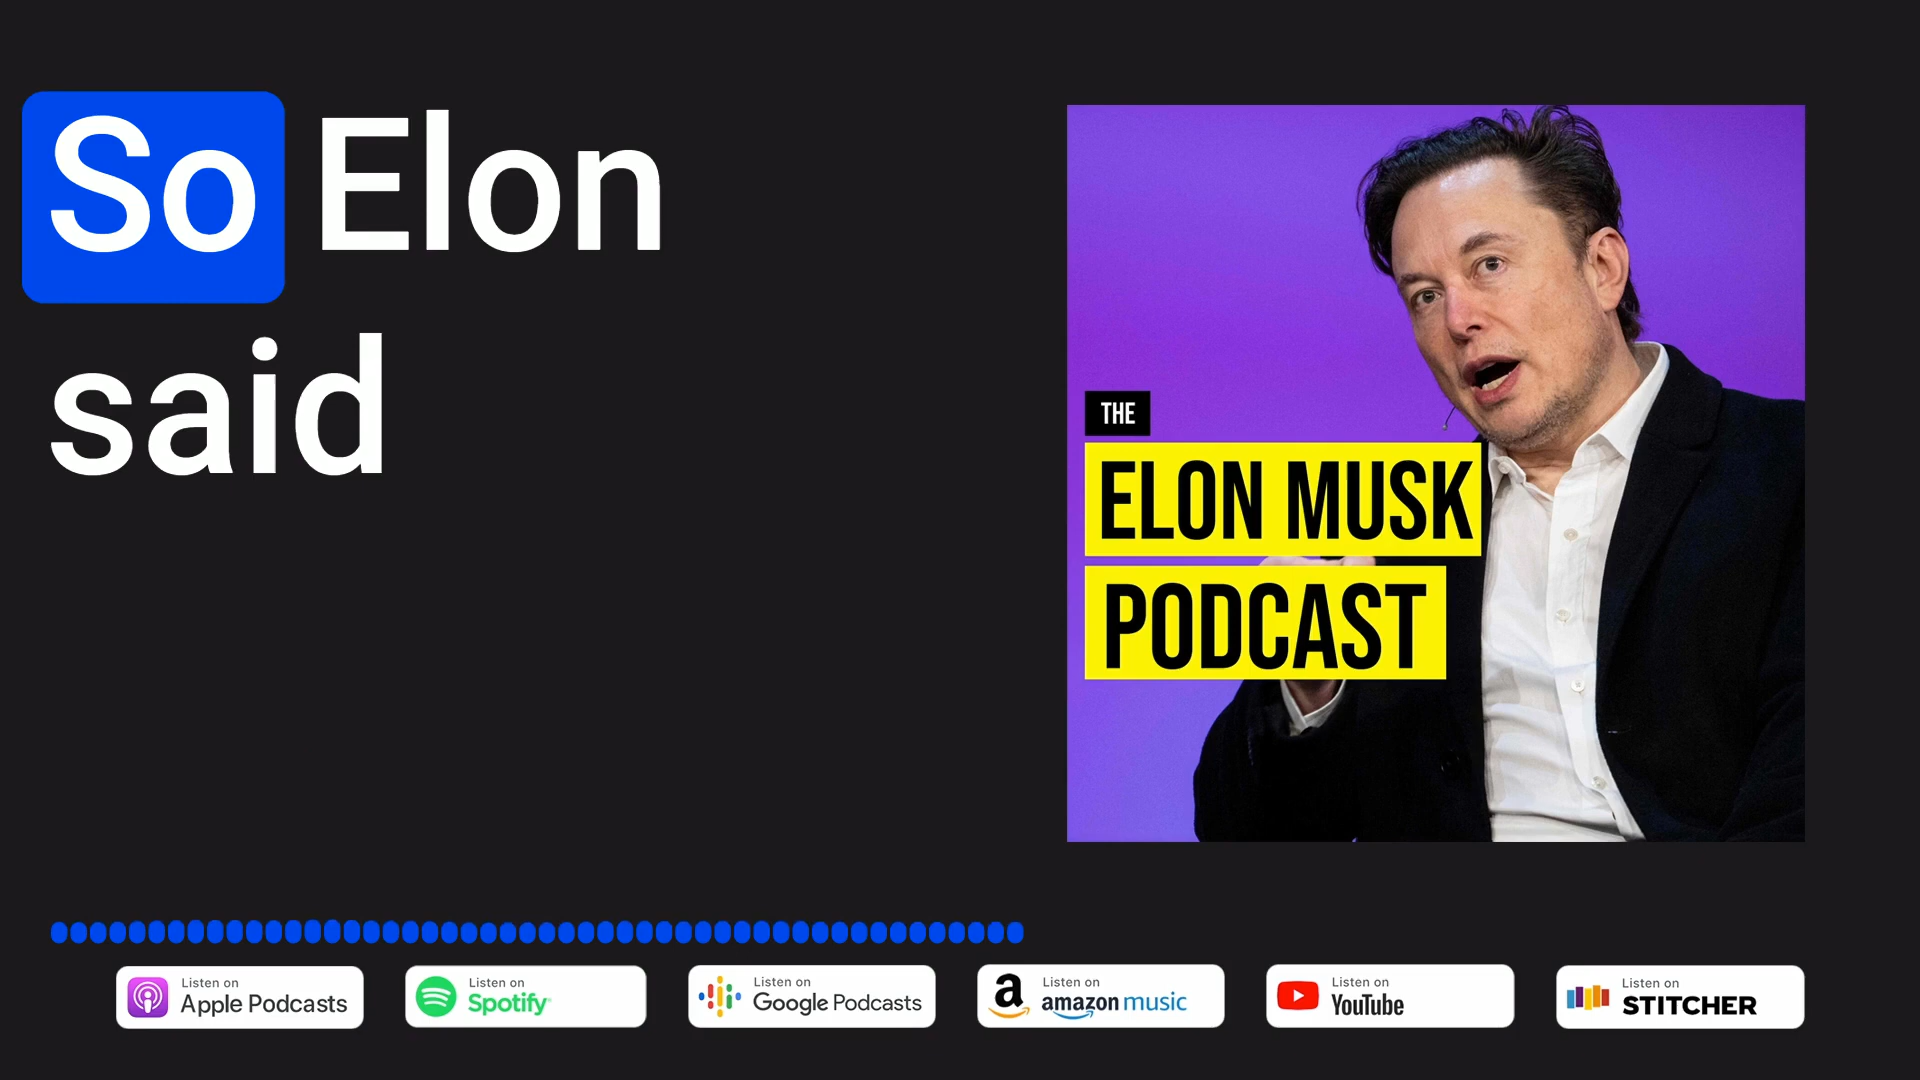 So Elon
said
THE
ELON MUSK
PODCAST
Listen on
Apple Podcasts
Listen on
Spotify
Listen on
Google Podcasts
a
Listen on
amazon music
Listen on
YouTube
Listen on
STITCHER